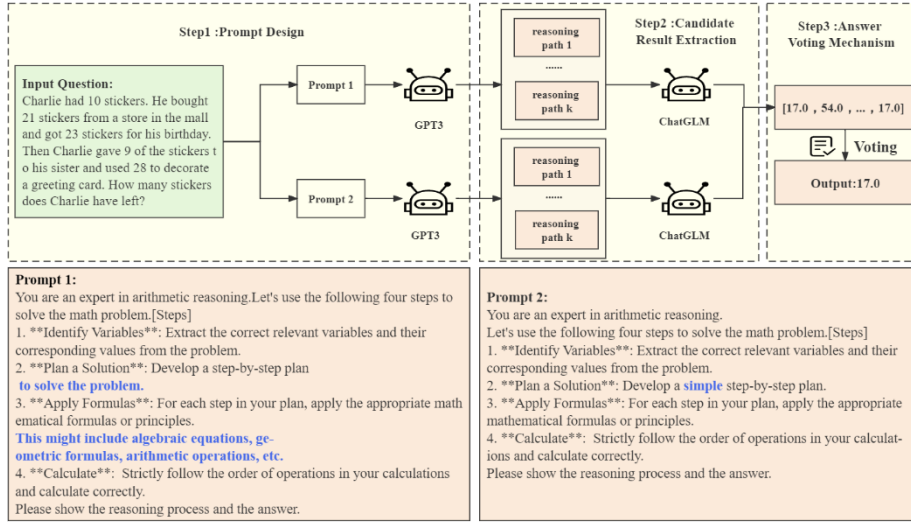 Step1 :Prompt Design
Input Question:
Charlie had 10 stickers. He bought
21 stickers from a store in the mall
and got 23 stickers for his birthday.
Then Charlie gave 9 of the stickers t
o his sister and used 28 to decorate
a greeting card. How many stickers
does Charlie have left?
Prompt 1
GPT3
Prompt 2
GPT3
Step2 :Candidate
Result Extraction
reasoning
path 1
......
reasoning
path k
ChatGLM
reasoning
path 1
......
reasoning
path k
ChatGLM
Step3 :Answer
Voting Mechanism
[17.0 , 54.0 , ... , 17.0]
Voting
Output:17.0
Prompt 1:
You are an expert in arithmetic reasoning.Let's use the following four steps to
solve the math problem.[Steps]
1. **Identify Variables**: Extract the correct relevant variables and their
corresponding values from the problem.
2. **Plan a Solution**: Develop a step-by-step plan
to solve the problem.
3. **Apply Formulas**: For each step in your plan, apply the appropriate math
ematical formulas or principles.
This might include algebraic equations, ge-
ometric formulas, arithmetic operations, etc.
4. **Calculate**:  Strictly follow the order of operations in your calculations
and calculate correctly.
Please show the reasoning process and the answer.
Prompt 2:
You are an expert in arithmetic reasoning.
Let's use the following four steps to solve the math problem.[Steps]
1. **Identify Variables**: Extract the correct relevant variables and their
corresponding values from the problem.
2. **Plan a Solution**: Develop a simple step-by-step plan.
3. **Apply Formulas**: For each step in your plan, apply the appropriate
mathematical formulas or principles.
4. **Calculate**:  Strictly follow the order of operations in your calculat-
ions and calculate correctly.
Please show the reasoning process and the answer.